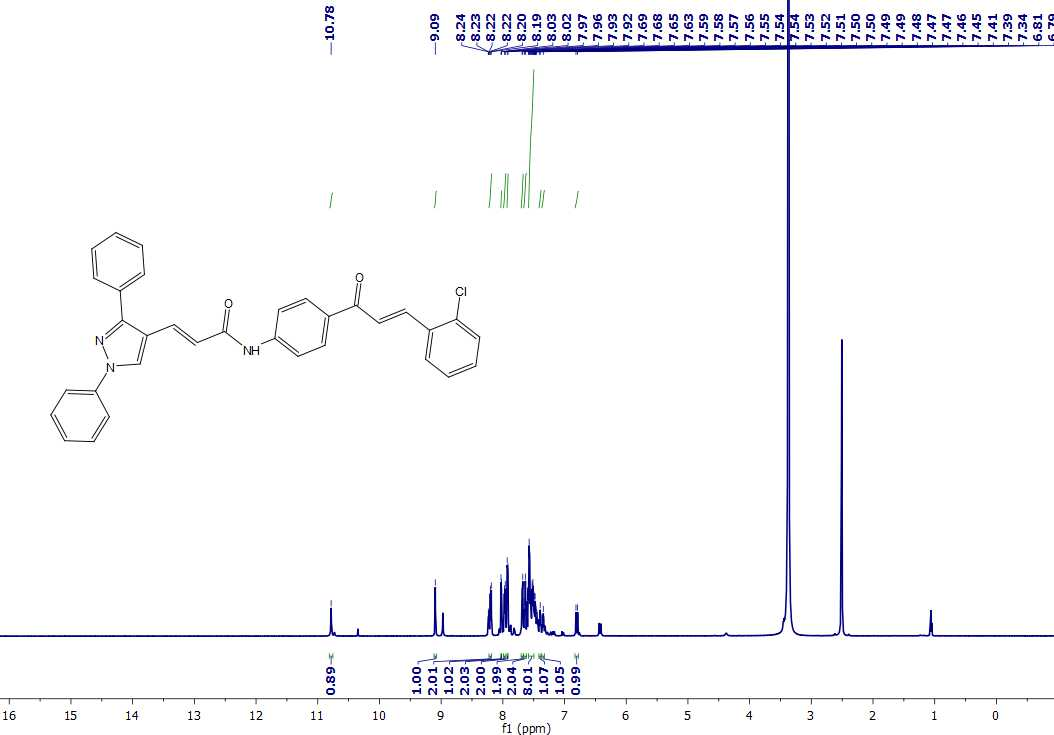 10.78 9.09 8.24 8.23 8.22 8.22 8.20 8.19 8.03 8.02 7.97 7.96 7.93 7.92 7.69 7.68 7.65 7.63 7.59 7.58 7.57 7.56 7.55 7.54 7.54 7.53 7.52 7.51 7.50 7.50 7.49 7.49 7.48 7.47 7.47 7.46 7.45 7.41 7.39 7.34 6.81 6.79
O
Cl
O
N
NH
N
0.89 1.00 2.01 1.02 2.03 2.00 1.99 2.04 8.01 1.07 1.05 0.99
16 15 14 13 12 11 10 9 8 7 6 5 4 3 2 1 0
f1 (ppm)